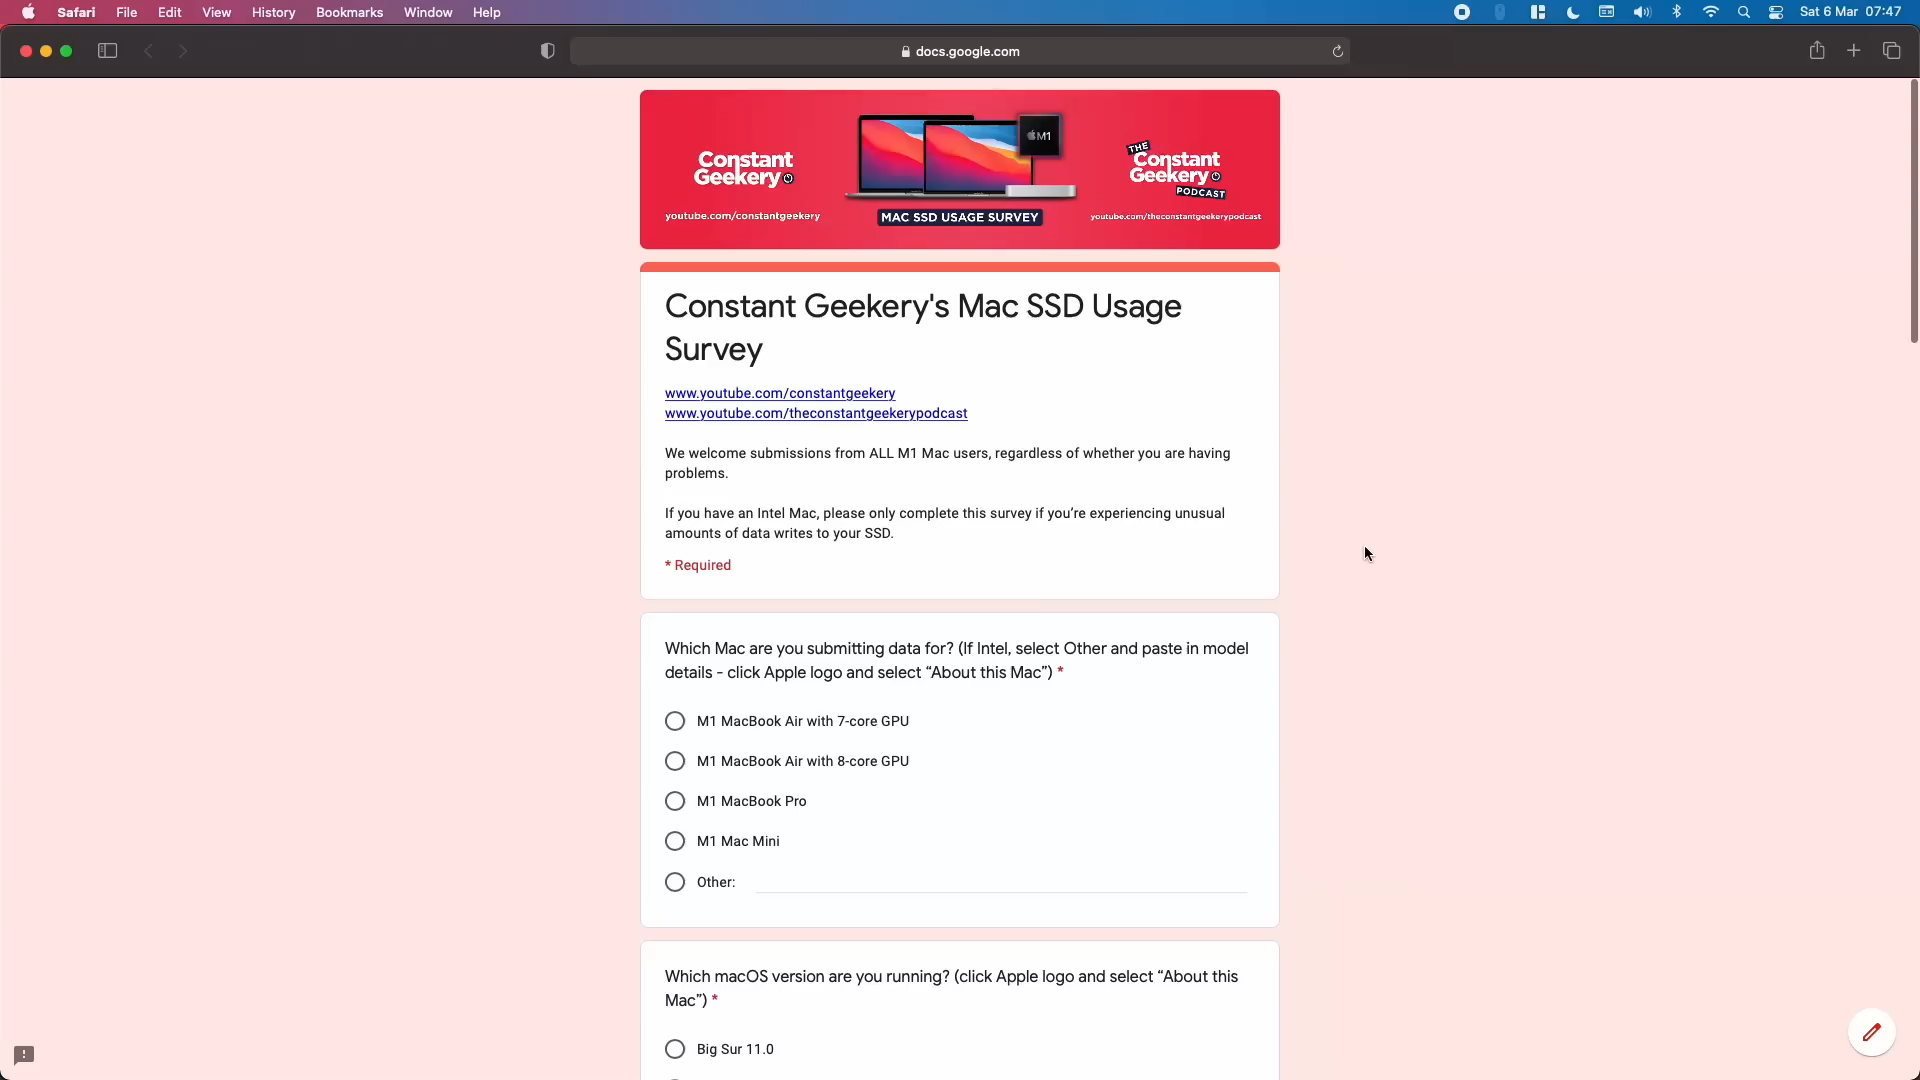 Safari File Edit View History Bookmarks Window Help Sat 6 Mar 07:47
docs.google.com
Constant
Geekery
youtube.com/constantgeekery
M1
MAC SSD USAGE SURVEY
THE
Constant
Geekery
PODCAST
youtube.com/theconstantgeekerypodcast
Constant Geekery's Mac SSD Usage
Survey
www.youtube.com/constantgeekery
www.youtube.com/theconstantgeekerypodcast
We welcome submissions from ALL M1 Mac users, regardless of whether you are having
problems.
If you have an Intel Mac, please only complete this survey if you’re experiencing unusual
amounts of data writes to your SSD.
* Required
Which Mac are you submitting data for? (If Intel, select Other and paste in model
details - click Apple logo and select “About this Mac”) *
M1 MacBook Air with 7-core GPU
M1 MacBook Air with 8-core GPU
M1 MacBook Pro
M1 Mac Mini
Other:
Which macOS version are you running? (click Apple logo and select “About this
Mac”) *
Big Sur 11.0